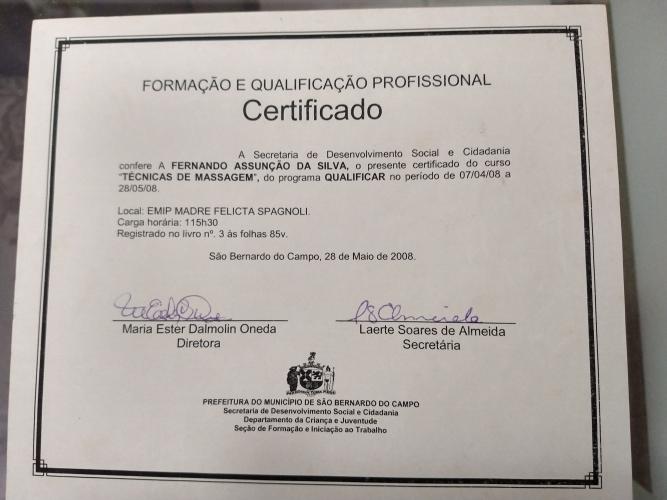 FORMAÇÃO E QUALIFICAÇÃO PROFISSIONAL
Certificado
A Secretaria de Desenvolvimento Social e Cidadania
confere A FERNANDO ASSUNÇÃO DA SILVA, o presente certificado do curso
"TÉCNICAS DE MASSAGEM", do programa QUALIFICAR no período de 07/04/08 a
28/05/08.
Local: EMIP MADRE FELICTA SPAGNOLI.
Carga horária: 115h30
Registrado no livro nº. 3 às folhas 85v.
São Bernardo do Campo, 28 de Maio de 2008.
Maria Ester Dalmolin Oneda
Diretora
Laerte Soares de Almeida
Secretária
PREFEITURA DO MUNICÍPIO DE SÃO BERNARDO DO CAMPO
Secretaria de Desenvolvimento Social e Cidadania
Departamento da Criança e Juventude
Seção de Formação e Iniciação ao Trabalho